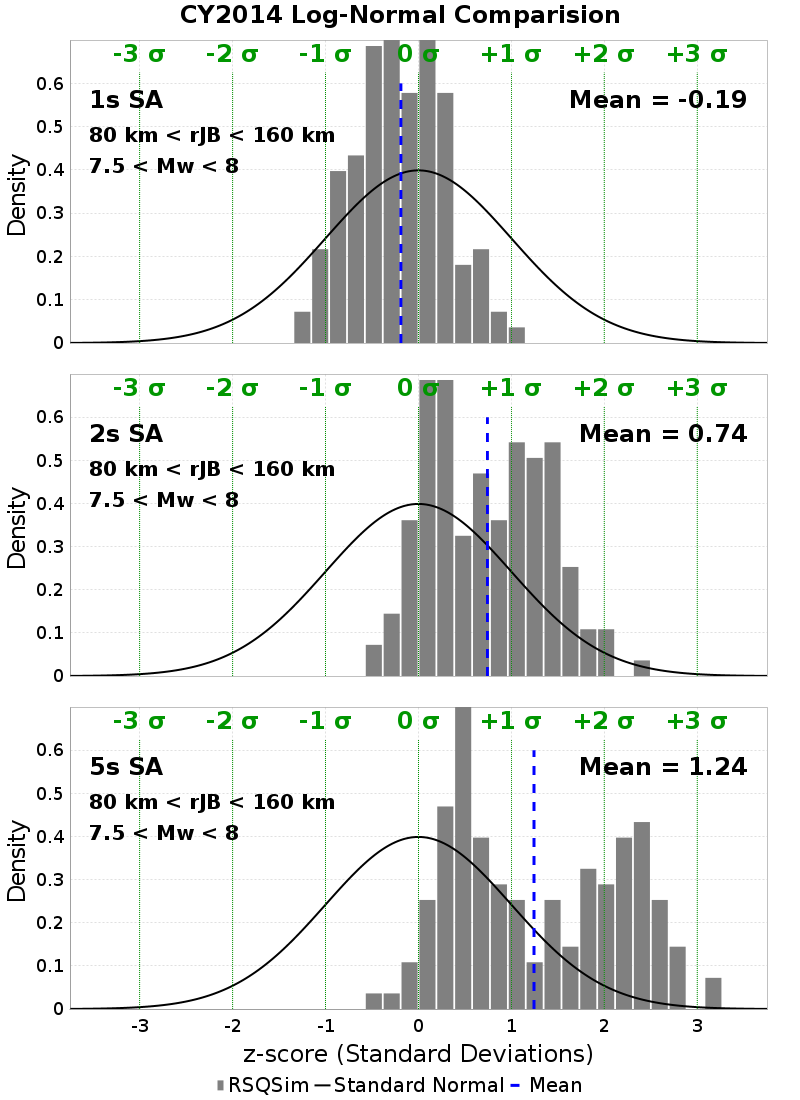 CY2014 Log-Normal Comparision
-3 σ -2 σ -1 σ 0 σ +1 σ +2 σ +3 σ
1s SA Mean = -0.19
80 km < rJB < 160 km
7.5 < Mw < 8
Density
0.6
0.5
0.4
0.3
0.2
0.1
0
-3 σ -2 σ -1 σ 0 σ +1 σ +2 σ +3 σ
2s SA Mean = 0.74
80 km < rJB < 160 km
7.5 < Mw < 8
Density
0.6
0.5
0.4
0.3
0.2
0.1
0
-3 σ -2 σ -1 σ 0 σ +1 σ +2 σ +3 σ
5s SA Mean = 1.24
80 km < rJB < 160 km
7.5 < Mw < 8
Density
0.6
0.5
0.4
0.3
0.2
0.1
0
-3 -2 -1 0 1 2 3
z-score (Standard Deviations)
RSQSim Standard Normal Mean